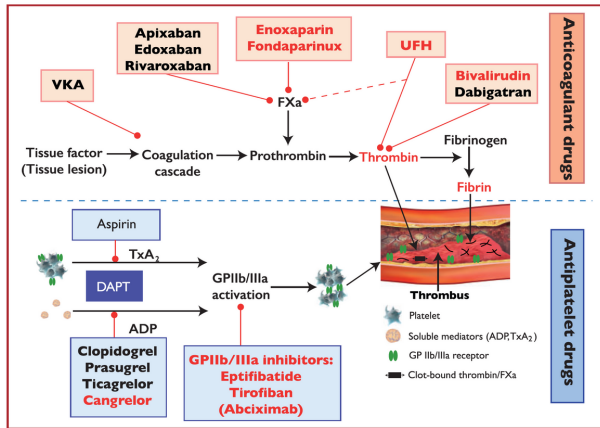 Apixaban
Edoxaban
Rivaroxaban
Enoxaparin
Fondaparinux
UFH
VKA
FXa
Bivalirudin
Dabigatran
Tissue factor
(Tissue lesion)
Coagulation
cascade
Prothrombin
Thrombin
Fibrinogen
Fibrin
Anticoagulant drugs
Aspirin
TxA2
DAPT
ADP
GPIIb/IIIa
activation
Clopidogrel
Prasugrel
Ticagrelor
Cangrelor
GPIIb/IIIa inhibitors:
Eptifibatide
Tirofiban
(Abciximab)
Thrombus
Platelet
Soluble mediators (ADP,TxA2)
GP IIb/IIIa receptor
Clot-bound thrombin/FXa
Antiplatelet drugs